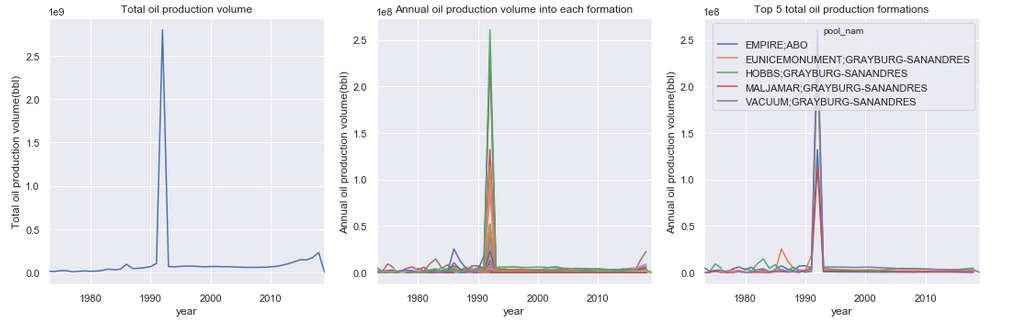 Total oil production volume
1e9
Total oil production volume(bbl)
2.5
2.0
1.5
1.0
0.5
0.0
1980 1990 2000 2010
year
Annual oil production volume into each formation
1e8
Annual oil production volume(bbl)
2.5
2.0
1.5
1.0
0.5
0.0
1980 1990 2000 2010
year
Top 5 total oil production formations
1e8
Annual oil production volume(bbl)
2.5
2.0
1.5
1.0
0.5
0.0
pool_nam
EMPIRE;ABO
EUNICEMONUMENT;GRAYBURG-SANANDRES
HOBBS;GRAYBURG-SANANDRES
MALJAMAR;GRAYBURG-SANANDRES
VACUUM;GRAYBURG-SANANDRES
1980 1990 2000 2010
year